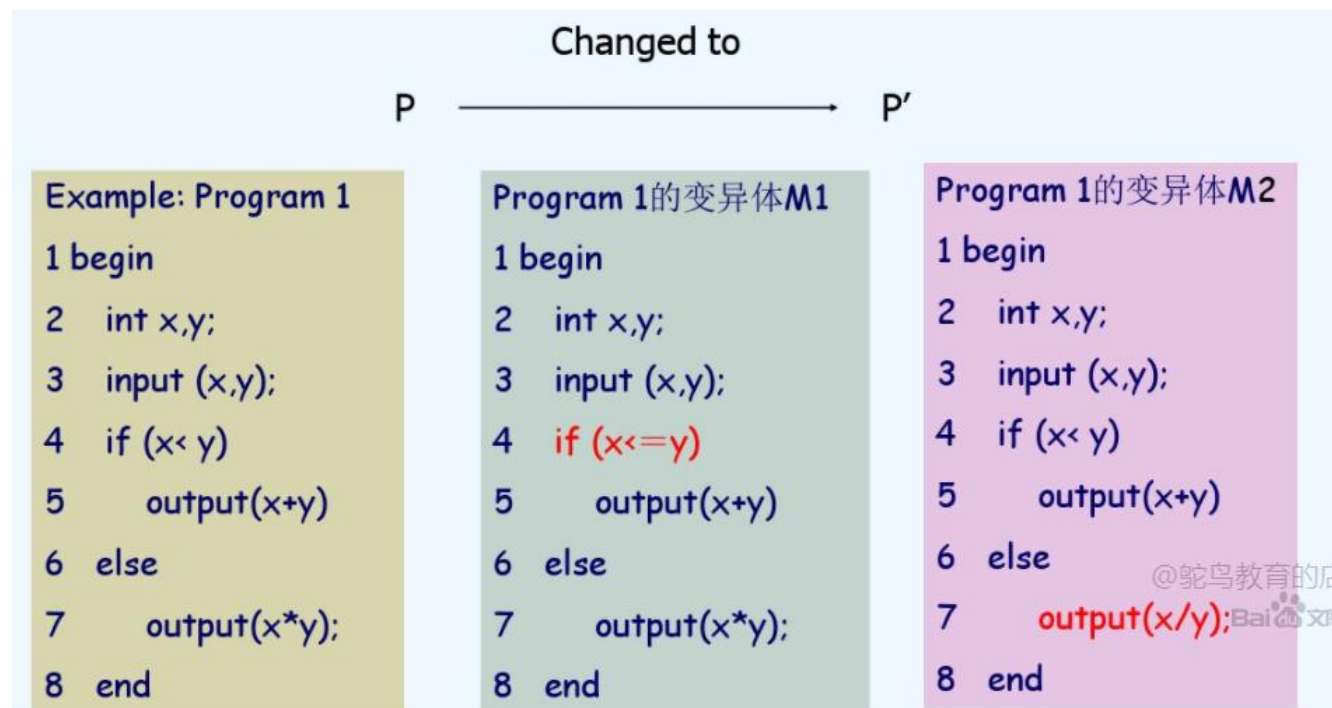 Changed to
P P′
Example: Program 1
1 begin
2 int x,y;
3 input (x,y);
4 if (x< y)
5 output(x+y)
6 else
7 output(x*y);
8 end
Program 1的变异体M1
1 begin
2 int x,y;
3 input (x,y);
4 if (x<=y)
5 output(x+y)
6 else
7 output(x*y);
8 end
Program 1的变异体M2
1 begin
2 int x,y;
3 input (x,y);
4 if (x< y)
5 output(x+y)
6 else
7 output(x/y);
8 end
@鸵鸟教育的
Bai